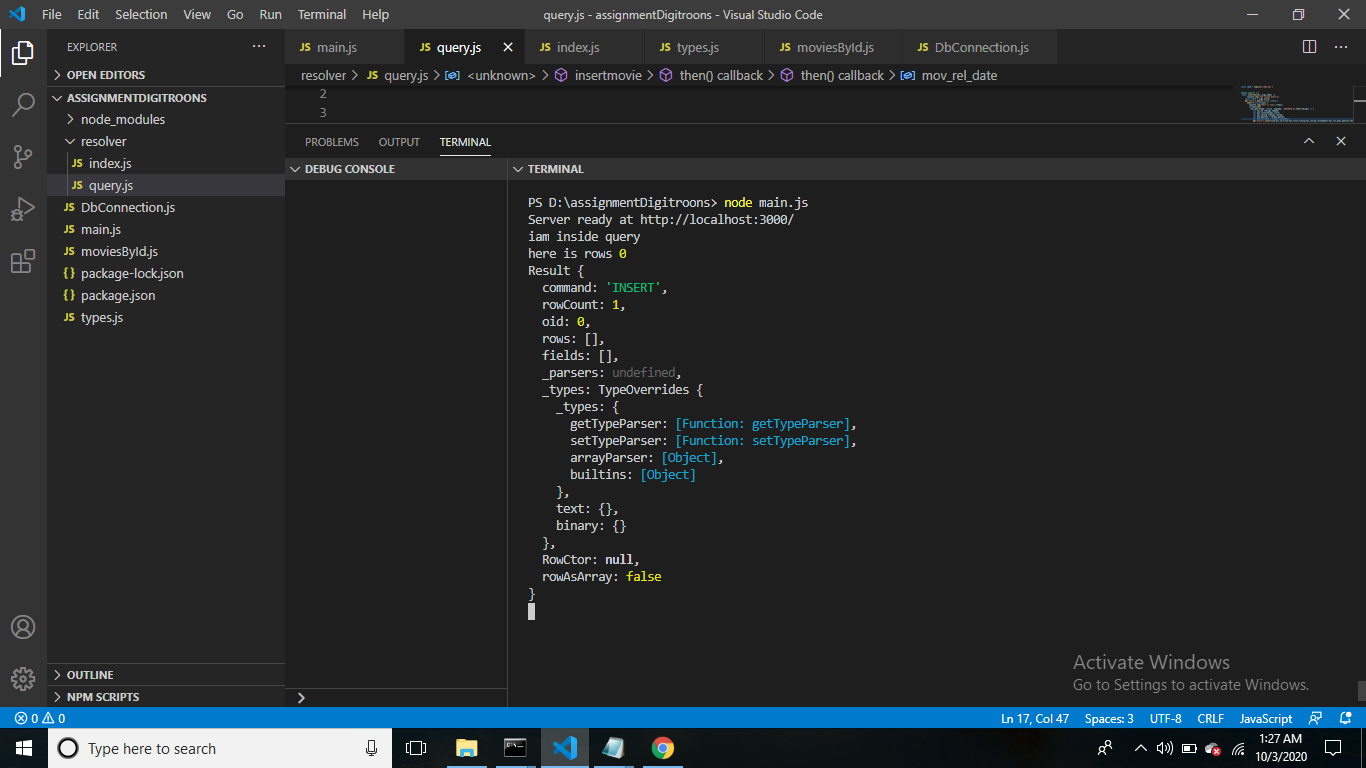 File Edit Selection View Go Run Terminal Help query.js - assignmentDigitroons - Visual Studio Code
EXPLORER ···
JS main.js JS query.js JS index.js JS types.js JS moviesById.js JS DbConnection.js ···
resolver > JS query.js > <unknown> > insertmovie > then() callback > then() callback > mov_rel_date
OPEN EDITORS
ASSIGNMENTDIGITROONS
node_modules
resolver
JS index.js
JS query.js
JS DbConnection.js
JS main.js
JS moviesById.js
{} package-lock.json
{} package.json
JS types.js
OUTLINE
NPM SCRIPTS
2
3
PROBLEMS OUTPUT TERMINAL
DEBUG CONSOLE
TERMINAL
PS D:\assignmentDigitroons> node main.js
Server ready at http://localhost:3000/
iam inside query
here is rows 0
Result {
  command: 'INSERT',
  rowCount: 1,
  oid: 0,
  rows: [],
  fields: [],
  _parsers: undefined,
  _types: TypeOverrides {
    _types: {
      getTypeParser: [Function: getTypeParser],
      setTypeParser: [Function: setTypeParser],
      arrayParser: [Object],
      builtins: [Object]
    },
    text: {},
    binary: {}
  },
  RowCtor: null,
  rowAsArray: false
}
Activate Windows
Go to Settings to activate Windows.
0 0 Ln 17, Col 47 Spaces: 3 UTF-8 CRLF JavaScript
Type here to search
1:27 AM
10/3/2020